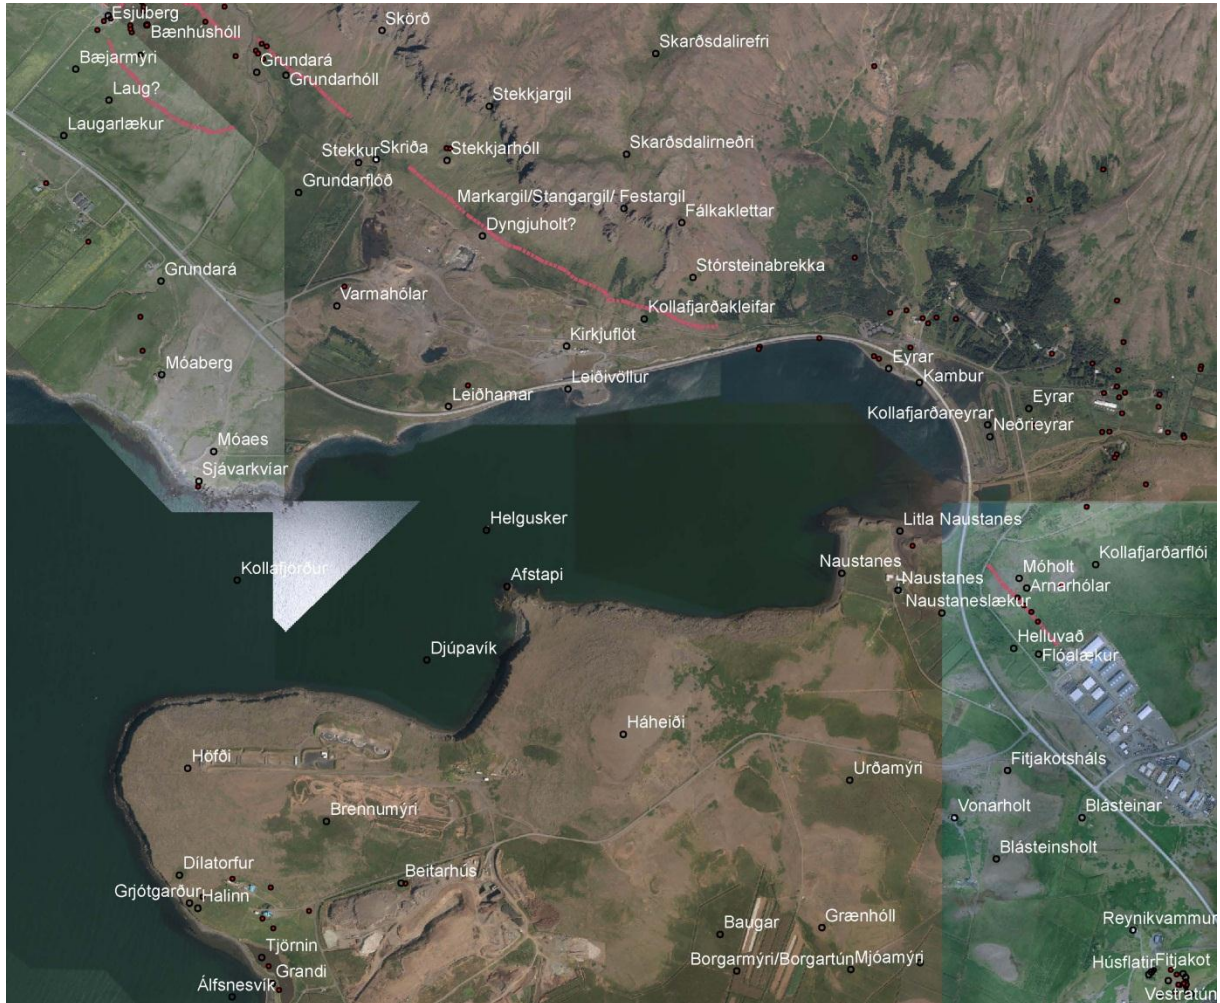 Esjuberg
Bænhúshóll
Skörð
Skarðsdalirefri
Bæjarmýri
Grundará
Grundarhóll
Laug?
Stekkjargil
Laugarlækur
Stekkur
Skriða
Stekkjarhóll
Skarðsdalirneðri
Grundarflóð
Markargil/Stangargil/ Festargil
Fálkaklettar
Dyngjuholt?
Grundará
Stórsteinabrekka
Varmahólar
Kollafjarðakleifar
Kirkjuflöt
Móaberg
Leiðivöllur
Eyrar
Kambur
Leiðhamar
Kollafjarðareyrar
Eyrar
Neðrieyrar
Móaes
Sjávarkvíar
Helgusker
Litla Naustanes
Kollafjörður
Afstapi
Naustanes
Naustanes
Naustaneslækur
Móholt
Arnarhólar
Kollafjarðarflói
Helluvað
Flóalækur
Djúpavík
Háheiði
Höfði
Urðamýri
Fitjakotsháls
Brennumýri
Vonarholt
Blásteinar
Blásteinsholt
Dílatorfur
Beitarhús
Grjótgarður
Halinn
Baugar
Grænhóll
Reynikvammur
Tjörnin
Grandi
Borgarmýri/Borgartún
Mjóamýri
Húsflatir
Fitjakot
Álfsnesvík
Vestratún